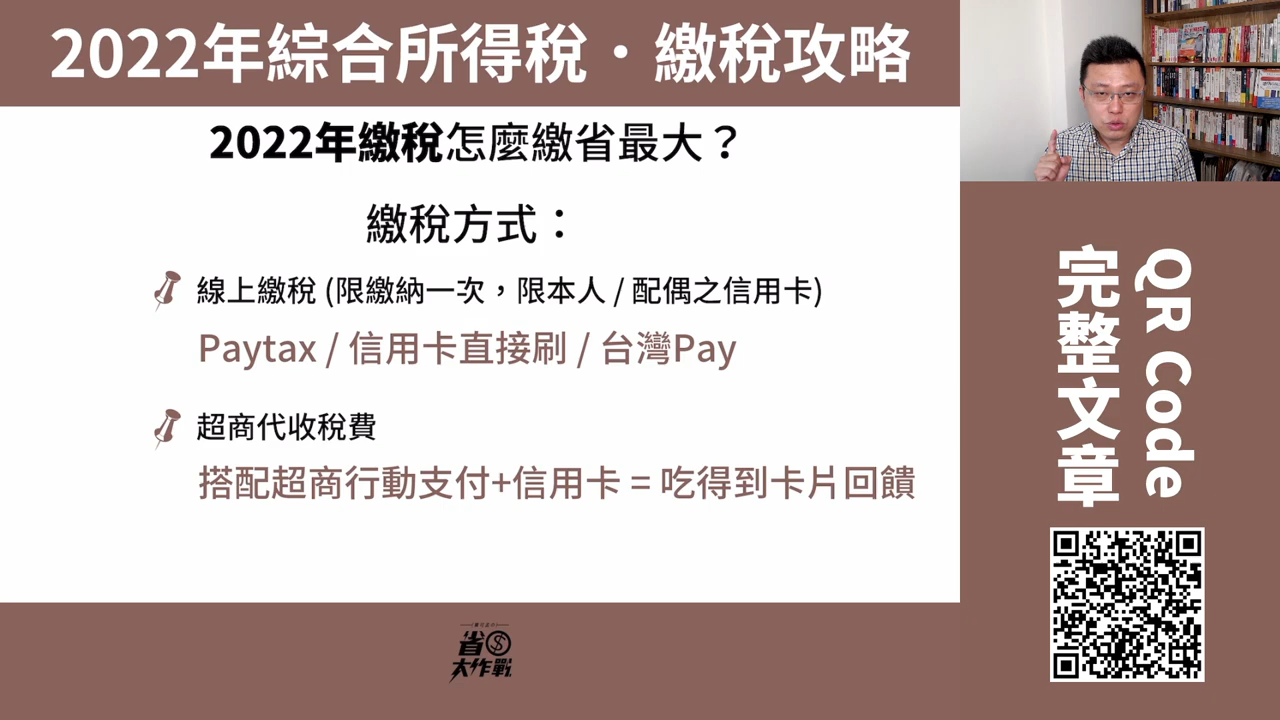 2022年綜合所得稅・繳稅攻略
2022年繳稅怎麼繳省最大？
繳稅方式：
線上繳稅 (限繳納一次，限本人 / 配偶之信用卡)
Paytax / 信用卡直接刷 / 台灣Pay
超商代收稅費
搭配超商行動支付+信用卡 = 吃得到卡片回饋
QR Code
完整文章
省$
大作戰